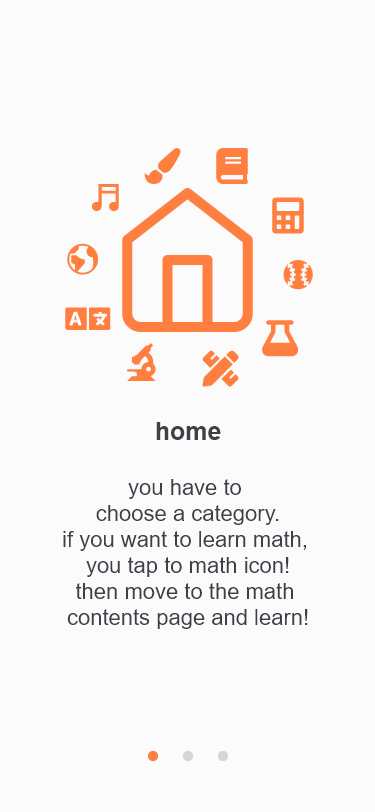 A 文
home
you have to
choose a category.
if you want to learn math,
you tap to math icon!
then move to the math
contents page and learn!